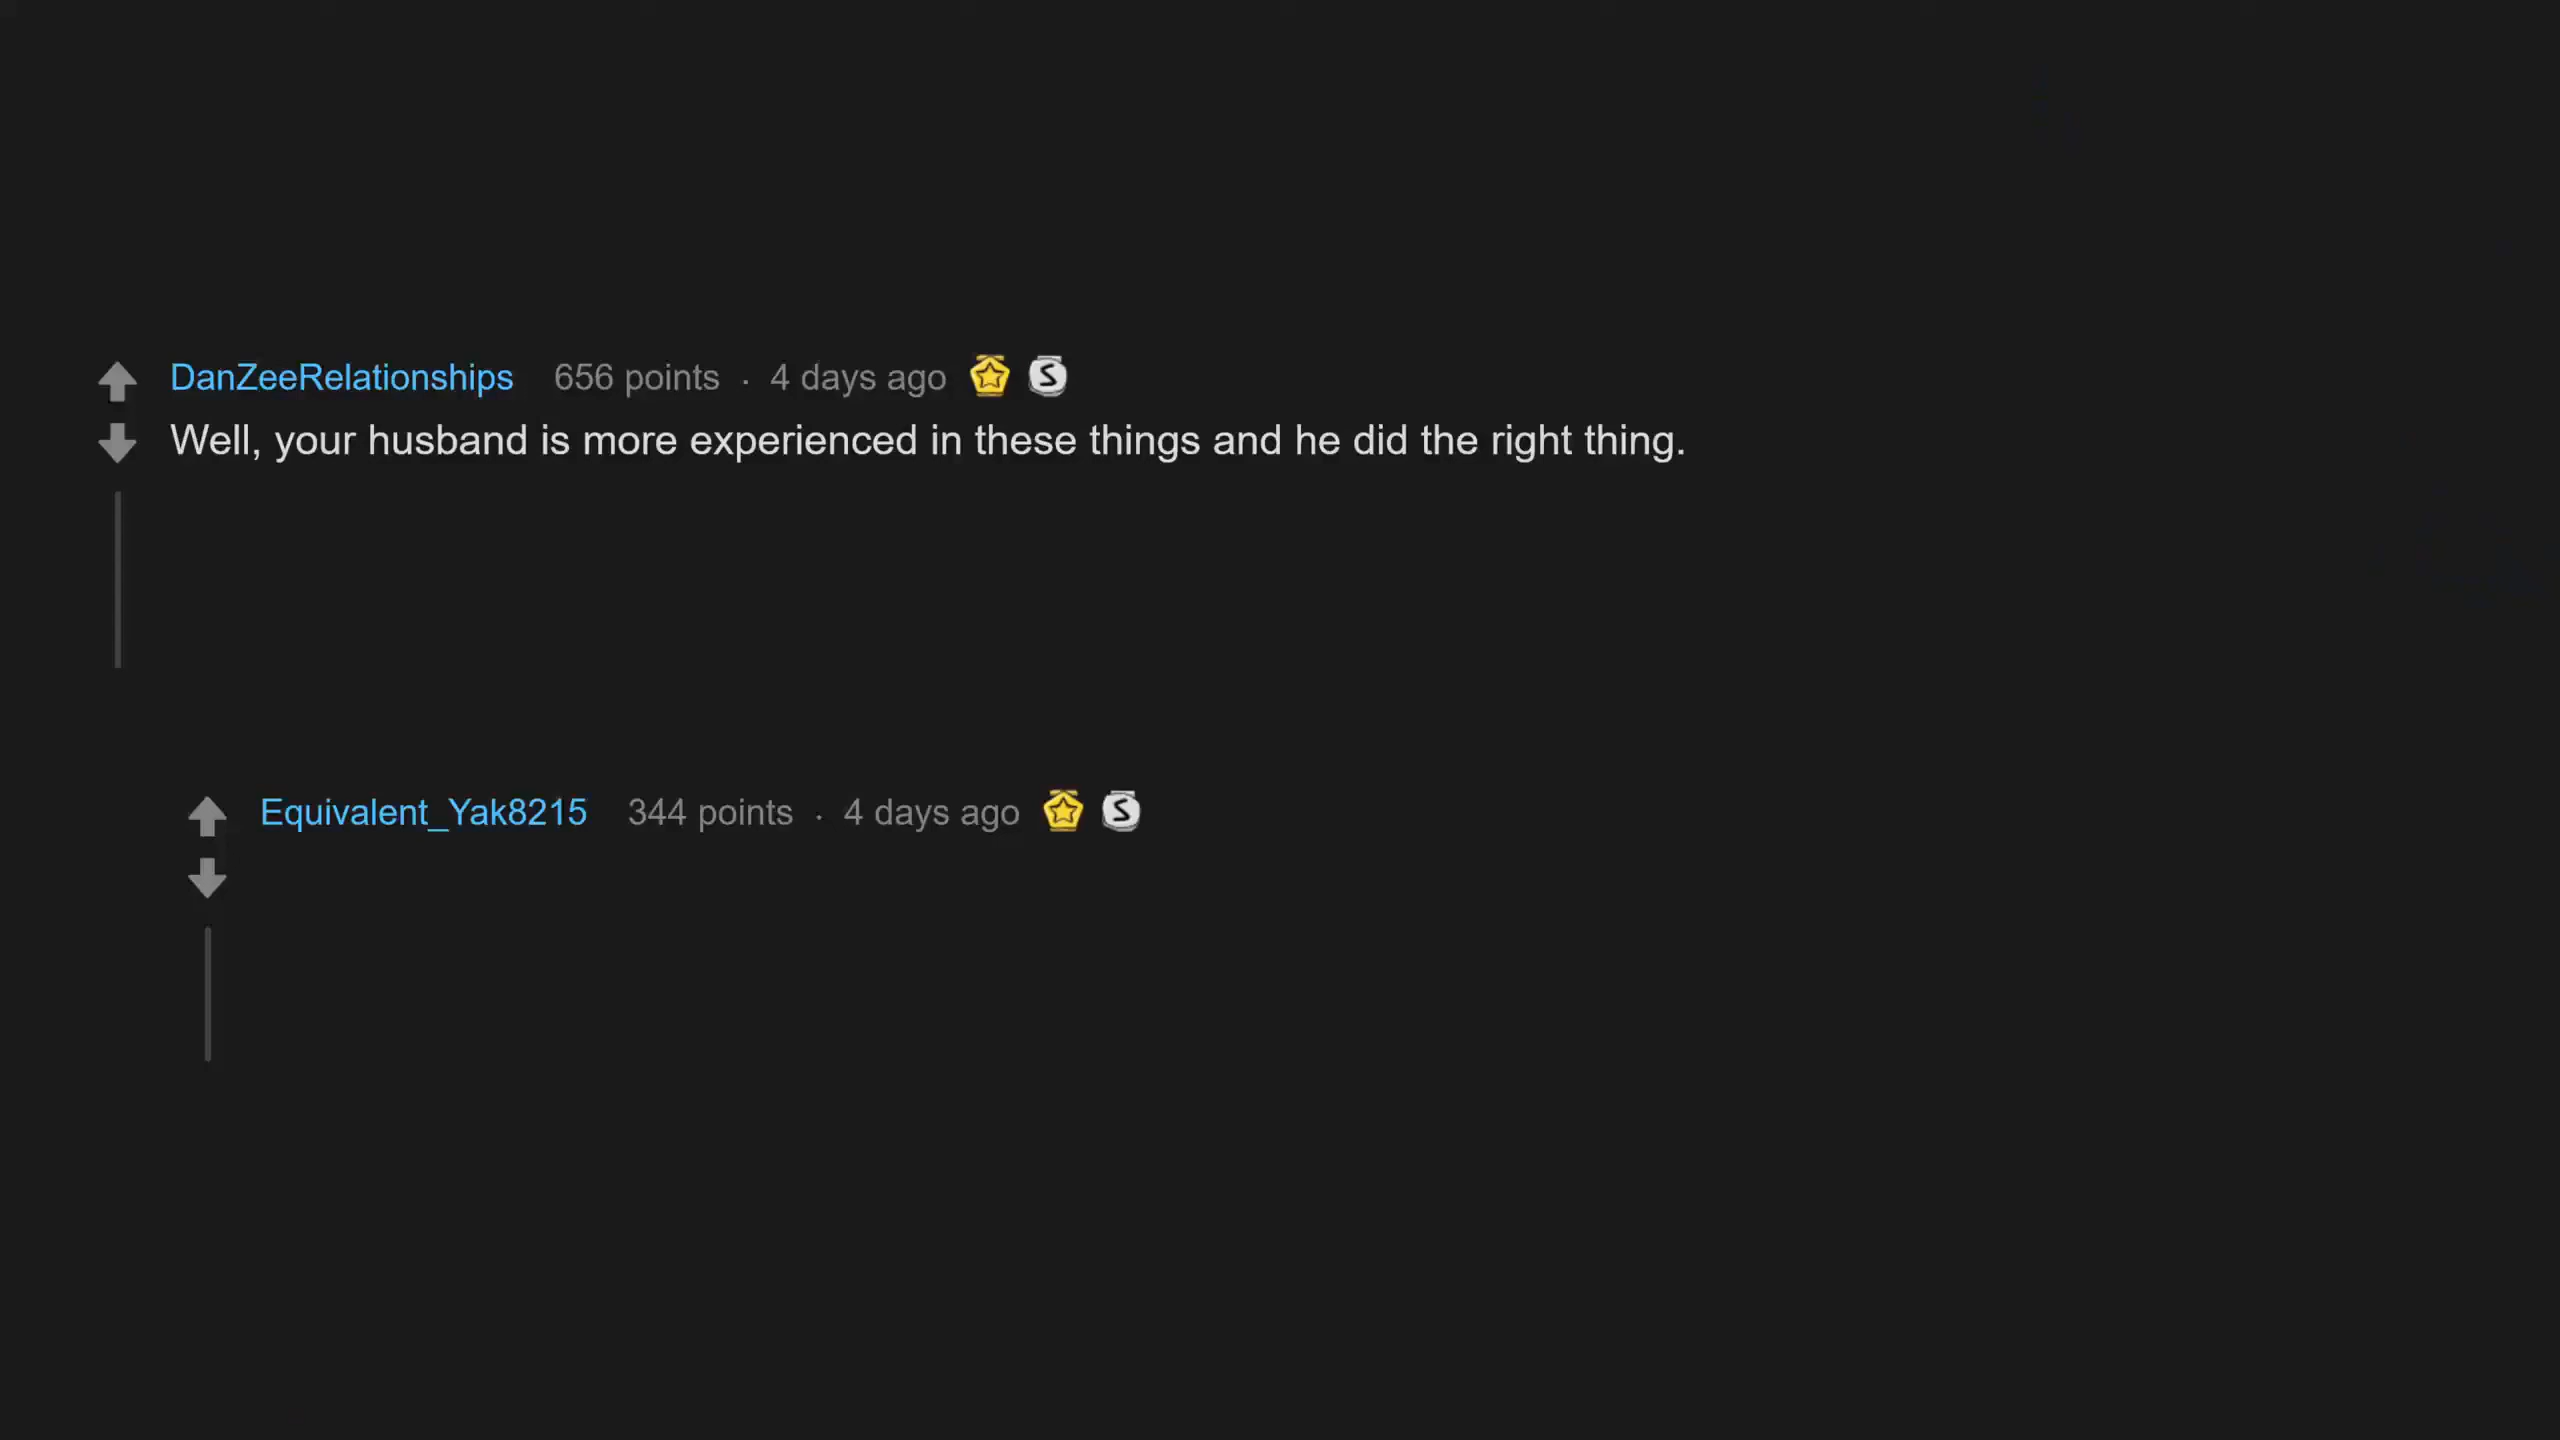 DanZeeRelationships 656 points · 4 days ago
Well, your husband is more experienced in these things and he did the right thing.
Equivalent_Yak8215 344 points · 4 days ago